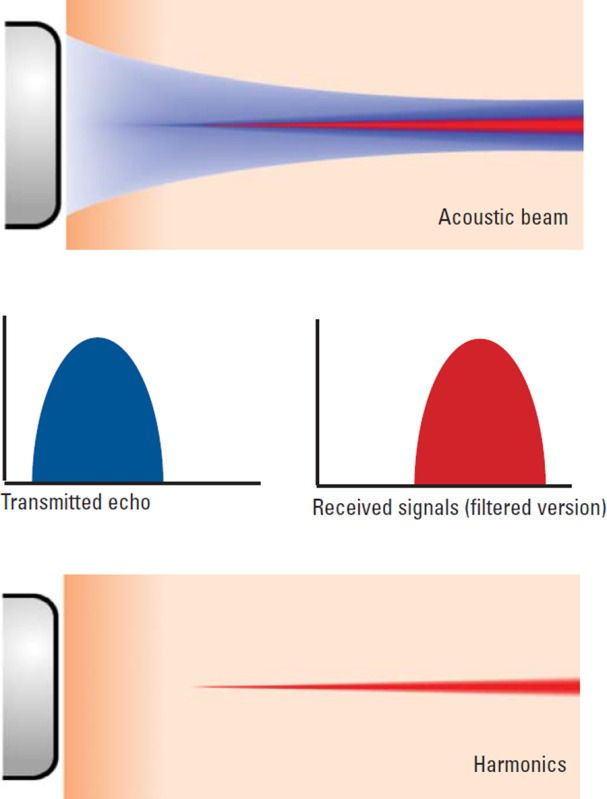 Acoustic beam
Transmitted echo
Received signals (filtered version)
Harmonics